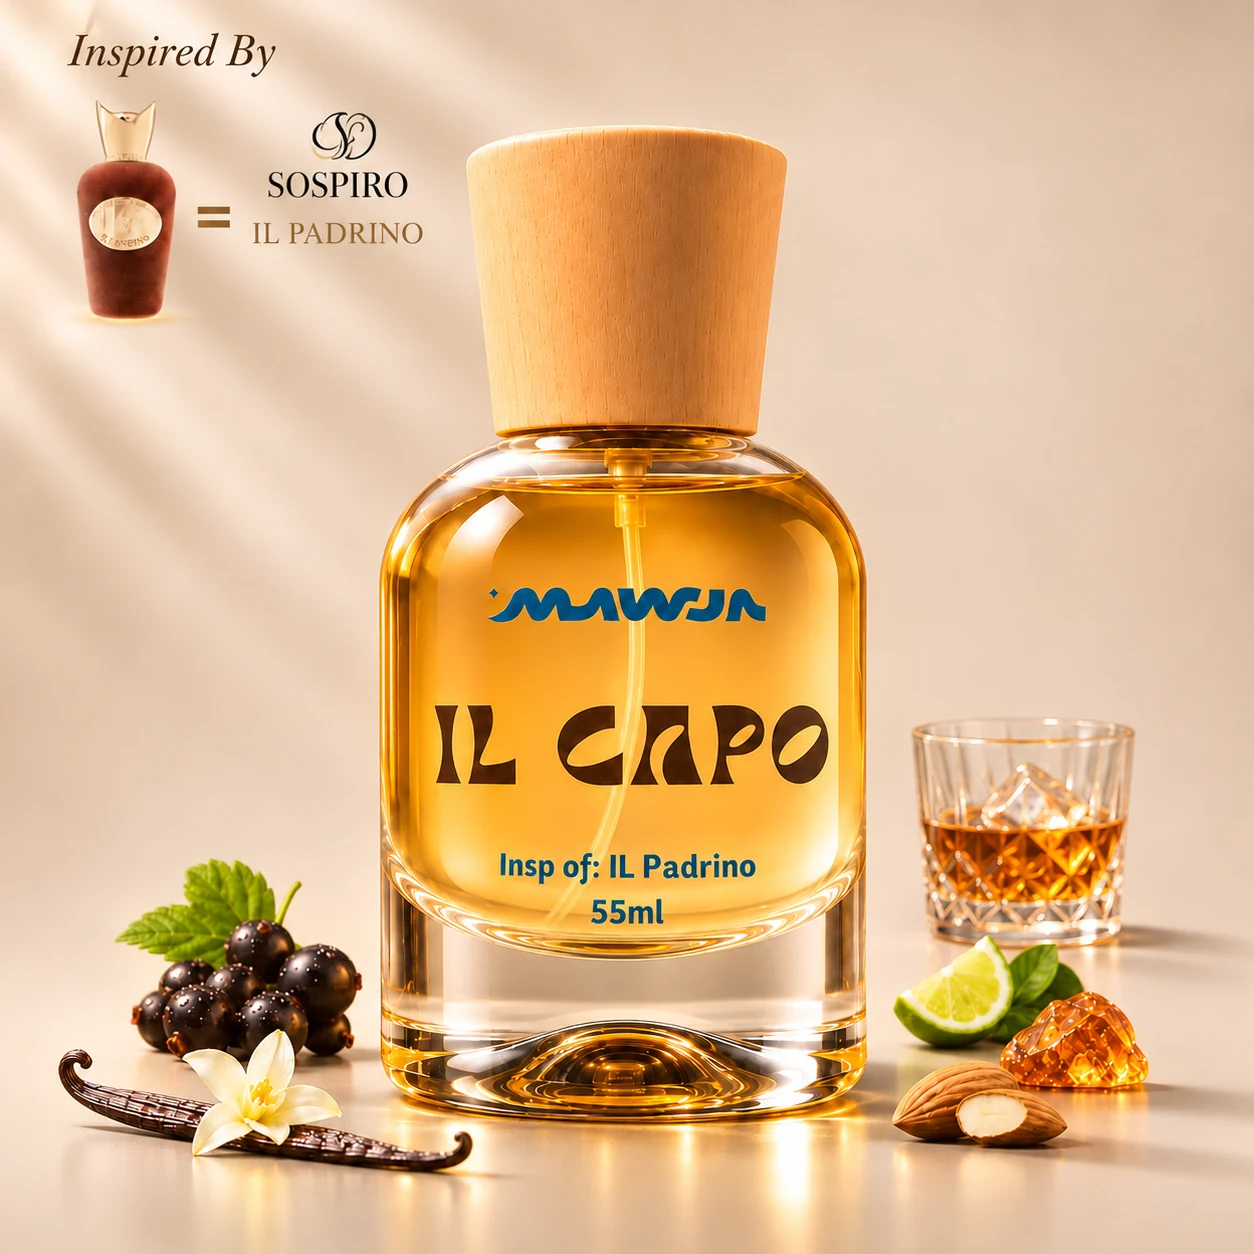 Inspired By
SOSPIRO
IL PADRINO
MAWJA
IL CAPO
Insp of: IL Padrino
55ml